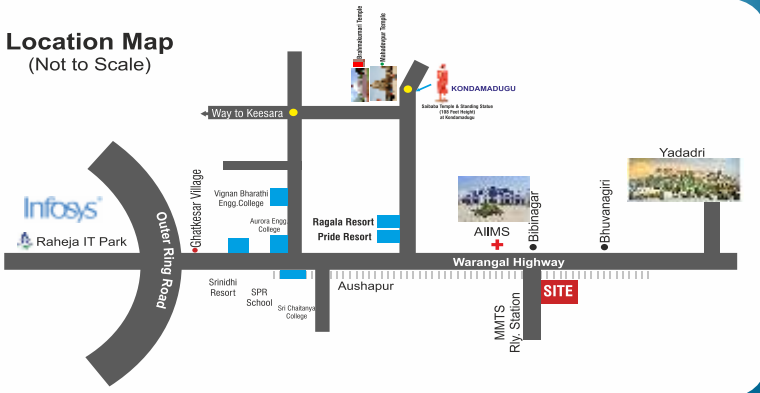 Location Map
(Not to Scale)
Brahmakumari Temple
Mahadevpur Temple
KONDAMADUGU
Saibaba Temple & Standing Statue
(108 Feet Height)
at Kondamadugu
Way to Keesara
Yadadri
Infosys
Raheja IT Park
Outer Ring Road
Ghatkesar Village
Vignan Bharathi
Engg.College
Aurora Engg.
College
Ragala Resort
Pride Resort
AIIMS
Bibinagar
Bhuvanagiri
Warangal Highway
Srinidhi
Resort
SPR
School
Sri Chaitanya
College
Aushapur
MMTS
Rly. Station
SITE